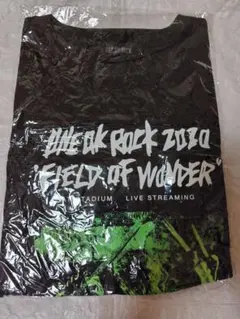 ONE OK ROCK 2020
"FIELD OF WONDER"
STADIUM LIVE STREAMING